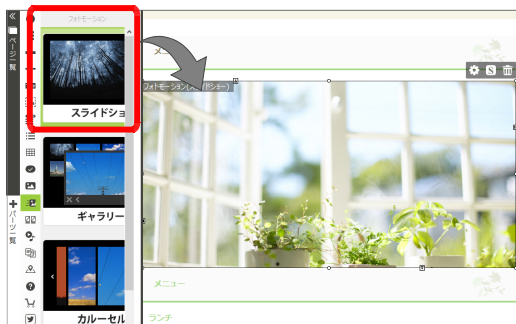 ページ一覧
パーツ一覧
フォトモーション
スライドショ
ギャラリー
カルーセル
メニ
フォトモーション(スライドショー)
S
メニュー
ランチ